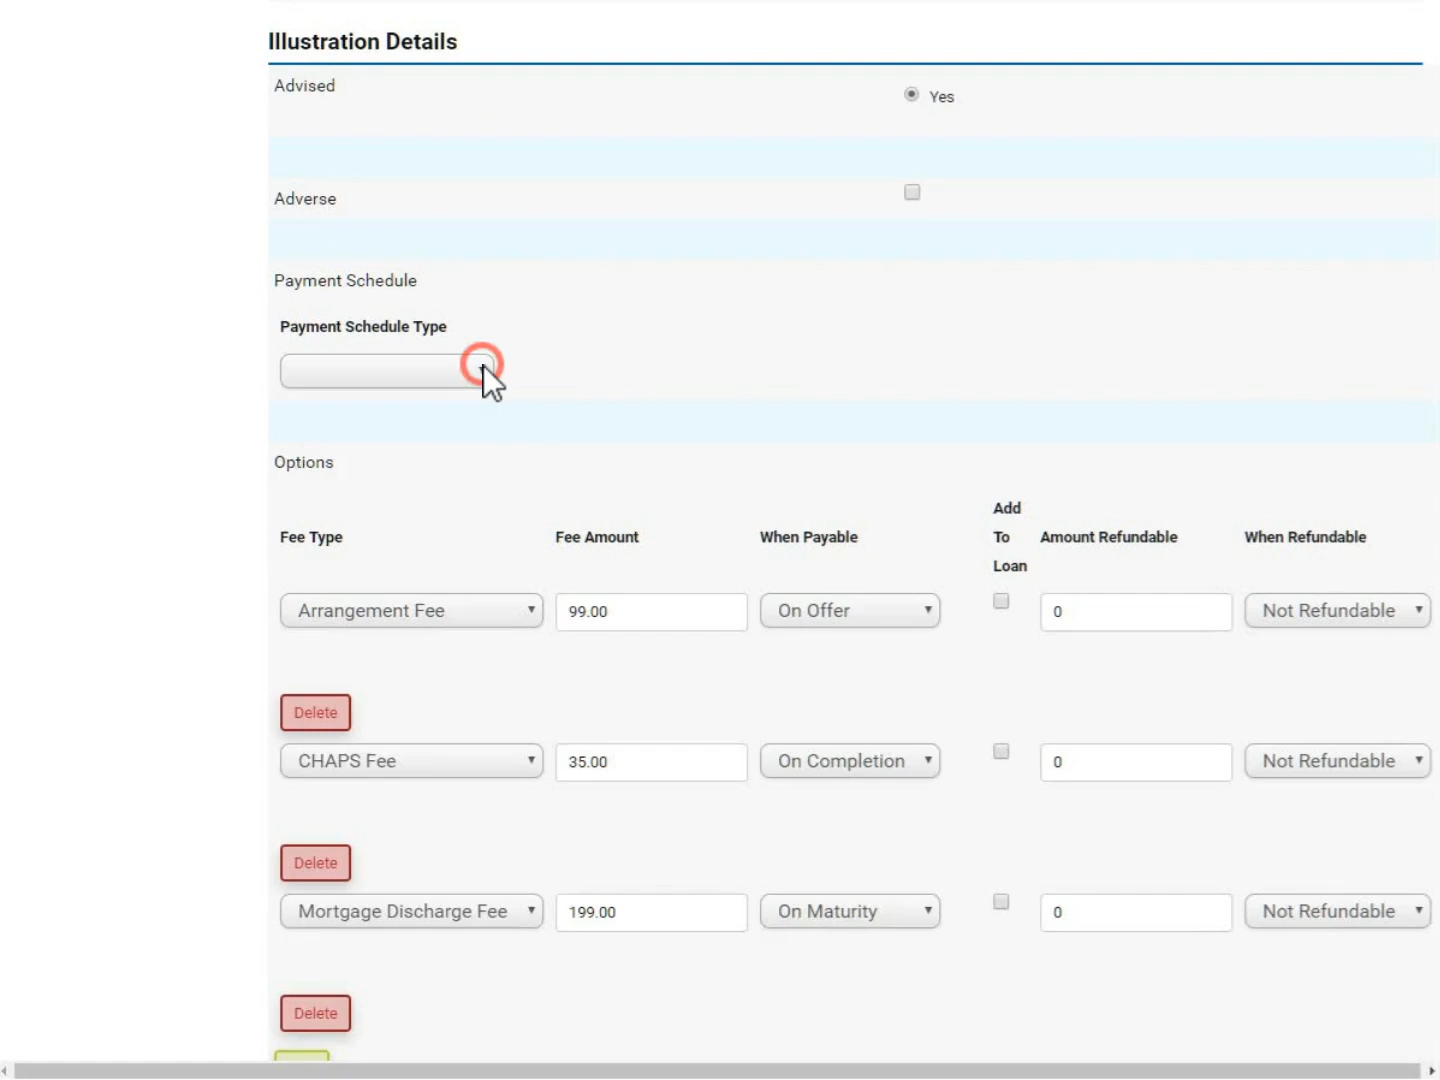 Illustration Details
Advised
Yes
Adverse
Payment Schedule
Payment Schedule Type
Options
Fee Type Fee Amount When Payable Add To Loan Amount Refundable When Refundable
Arrangement Fee 99.00 On Offer 0 Not Refundable
Delete
CHAPS Fee 35.00 On Completion 0 Not Refundable
Delete
Mortgage Discharge Fee 199.00 On Maturity 0 Not Refundable
Delete